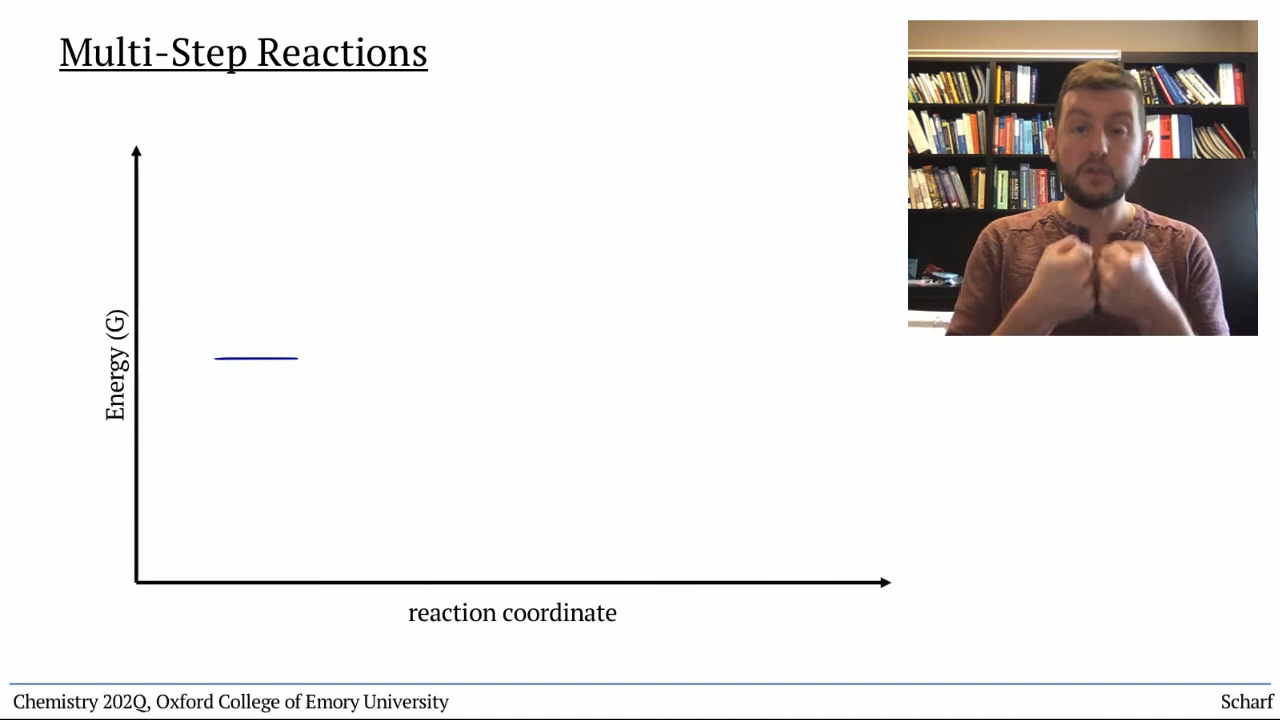 Multi-Step Reactions
Energy (G)
reaction coordinate
Chemistry 202Q, Oxford College of Emory University
Scharf